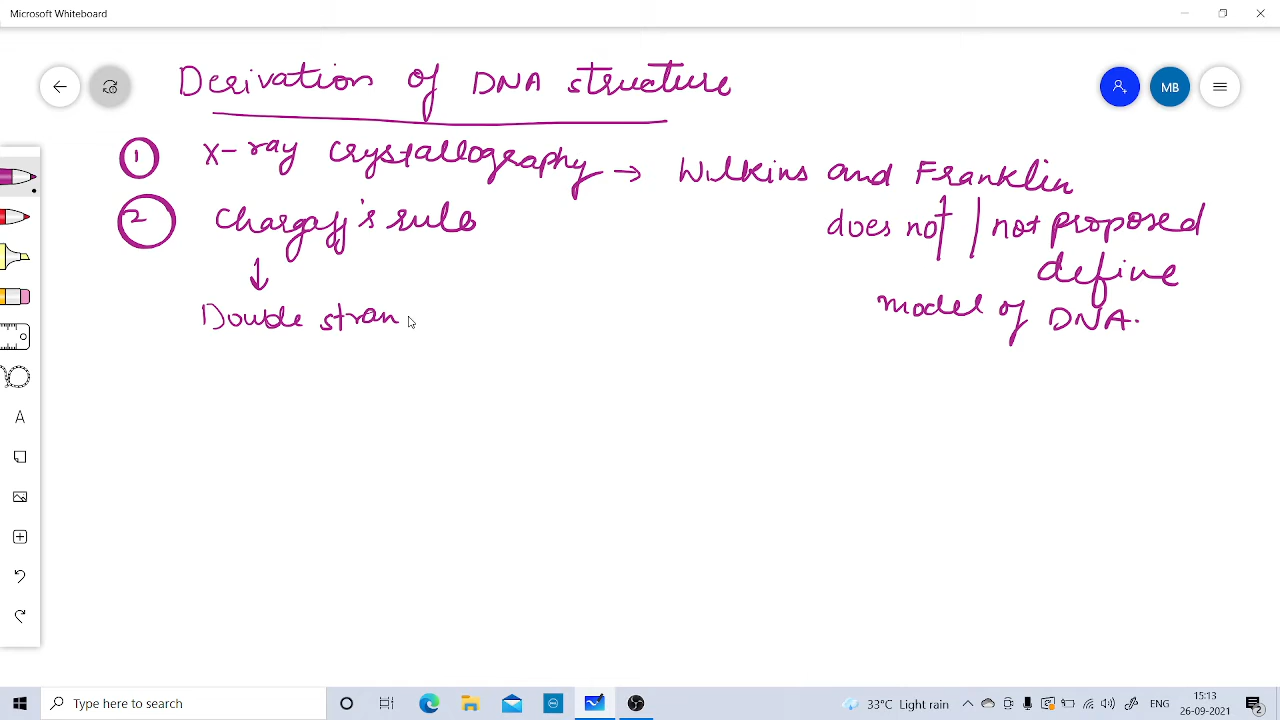 Microsoft Whiteboard
Derivation of DNA structure
MB
1 X-ray crystallography → Wilkins and Franklin
2 Chargaff's rule
does not | not proposed
define
model of DNA.
↓
Double stran
A
Type here to search
33°C Light rain
ENG
15:13
26-09-2021
2